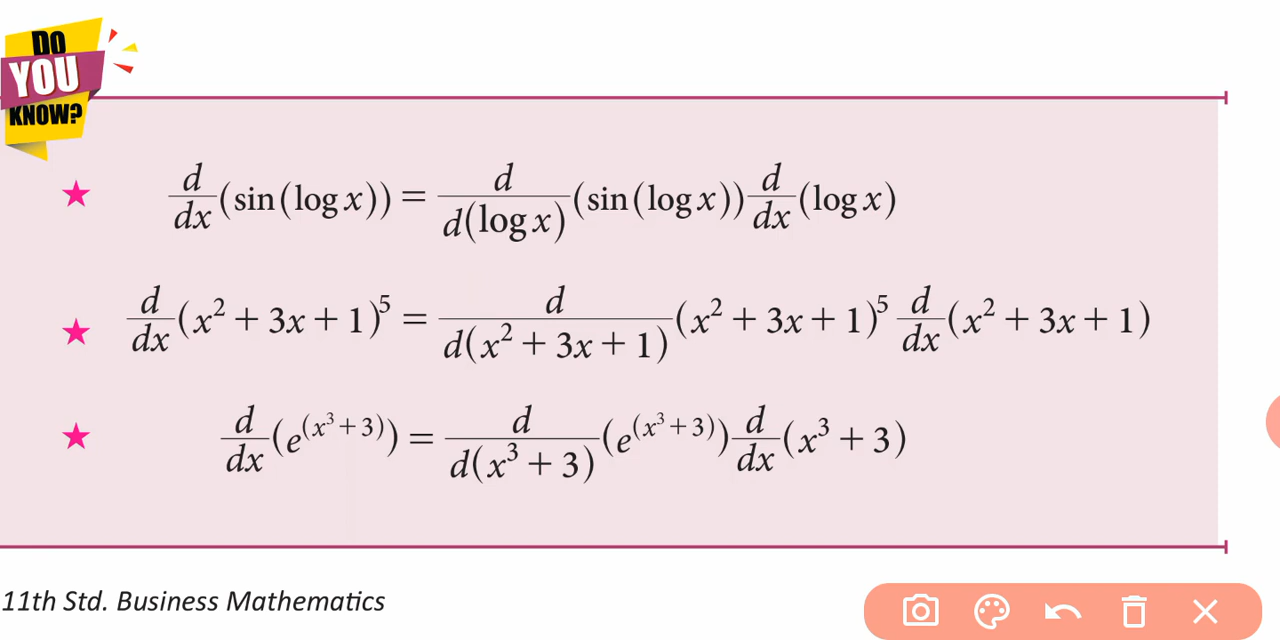 DO
YOU
KNOW?
★ d/dx (sin(log x)) = d/d(log x) (sin(log x)) d/dx (log x)
★ d/dx (x² + 3x + 1)⁵ = d/d(x² + 3x + 1) (x² + 3x + 1)⁵ d/dx (x² + 3x + 1)
★ d/dx (e^(x³ + 3)) = d/d(x³ + 3) (e^(x³ + 3)) d/dx (x³ + 3)
11th Std. Business Mathematics